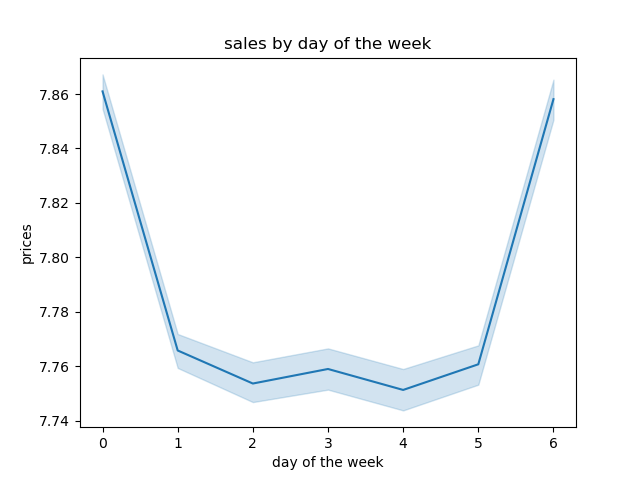 sales by day of the week
7.86
7.84
7.82
7.80
7.78
7.76
7.74
prices
0 1 2 3 4 5 6
day of the week